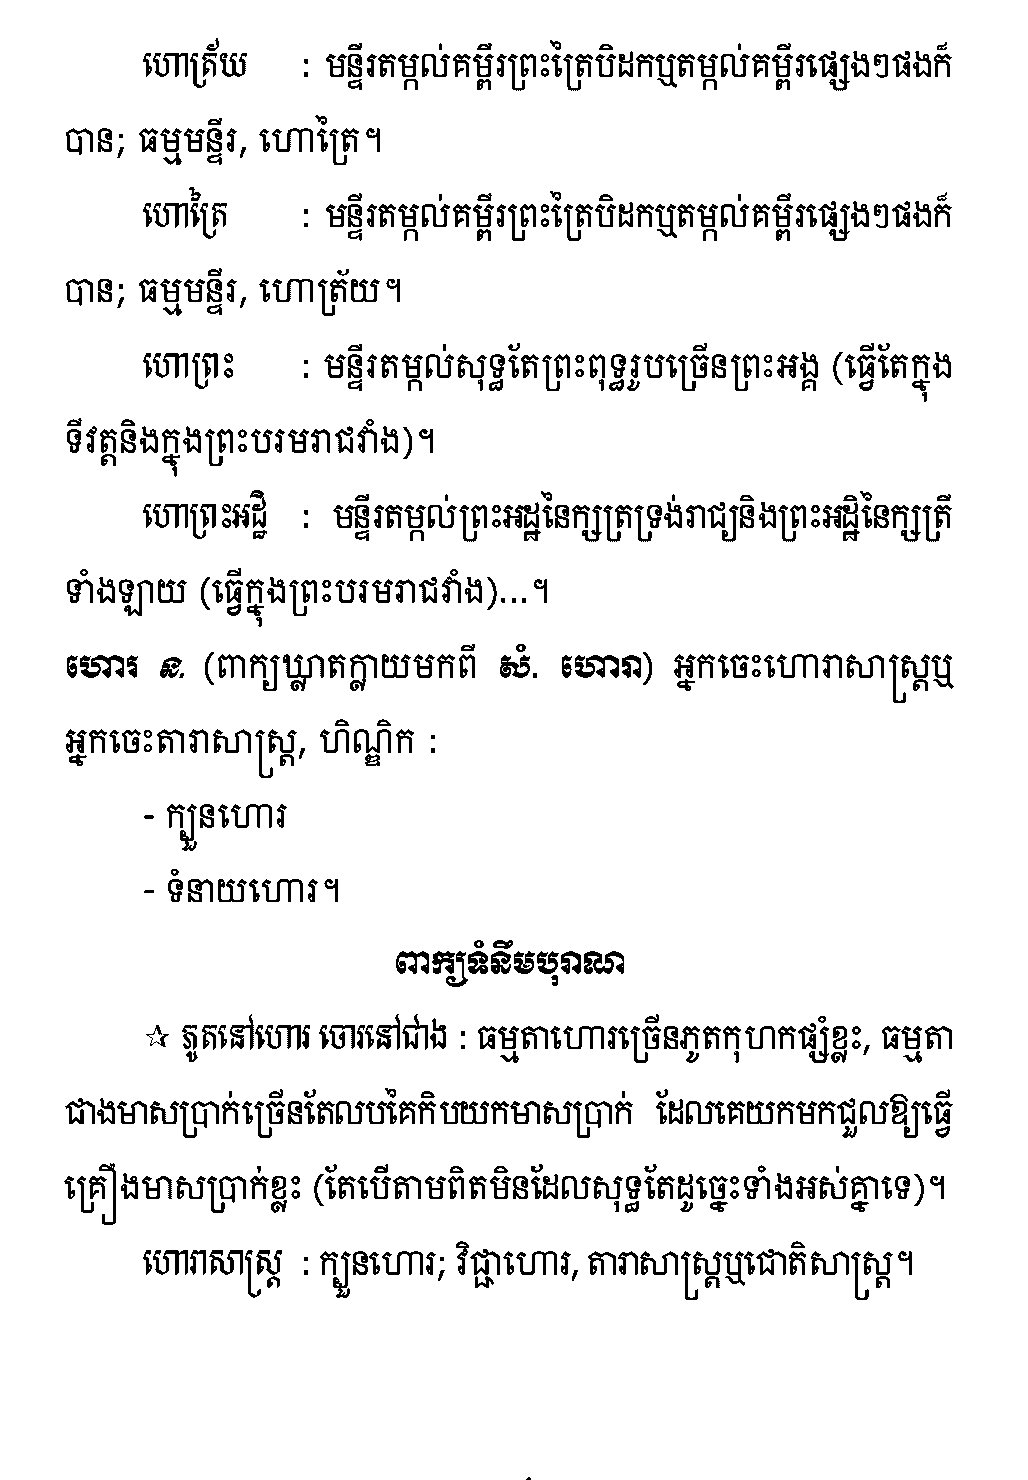 ហោត្រ័យ : មន្ទីរតម្កល់គម្ពីរព្រះត្រៃបិដកឬតម្កល់គម្ពីរផ្សេងៗផងក៏
បាន; ធម្មមន្ទីរ, ហោត្រៃ។
ហោត្រៃ : មន្ទីរតម្កល់គម្ពីរព្រះត្រៃបិដកឬតម្កល់គម្ពីរផ្សេងៗផងក៏
បាន; ធម្មមន្ទីរ, ហោត្រ័យ។
ហោព្រះ : មន្ទីរតម្កល់សុទ្ធតែព្រះពុទ្ធរូបច្រើនព្រះអង្គ (ធ្វើតែក្នុង
ទីវត្តនិងក្នុងព្រះបរមរាជវាំង)។
ហោព្រះអដ្ឋិ : មន្ទីរតម្កល់ព្រះអដ្ឋនៃក្សត្រទ្រង់រាជ្យនិងព្រះអដ្ឋិនៃក្សត្រី
ទាំងឡាយ (ធ្វើក្នុងព្រះបរមរាជវាំង)...។
ហោរ ន. (ពាក្យឃ្លាតក្លាយមកពី សំ. ហោរា) អ្នកចេះហោរាសាស្ត្រឬ
អ្នកចេះតារាសាស្ត្រ, ហិណ្ឌិក :
- ក្បួនហោរ
- ទំនាយហោរ។
ពាក្យទំនឹមបុរាណ
☆ ភូតនៅហោរ ចោរនៅជាង : ធម្មតាហោរច្រើនភូតកុហកផ្សំខ្លះ, ធម្មតា
ជាងមាសប្រាក់ច្រើនតែលបគៃកិបយកមាសប្រាក់ ដែលគេយកមកជួលឱ្យធ្វើ
គ្រឿងមាសប្រាក់ខ្លះ (តែបើតាមពិតមិនដែលសុទ្ធតែដូច្នេះទាំងអស់គ្នាទេ)។
ហោរាសាស្ត្រ : ក្បួនហោរ; វិជ្ជាហោរ, តារាសាស្ត្រឬជោតិសាស្ត្រ។